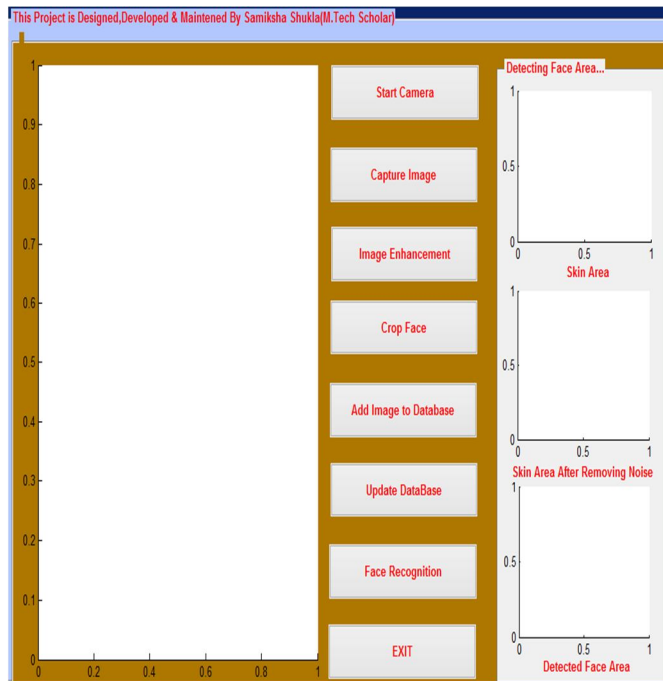 This Project is Designed,Developed & Maintened By Samiksha Shukla(M.Tech Scholar)
1
0.9
0.8
0.7
0.6
0.5
0.4
0.3
0.2
0.1
0
0 0.2 0.4 0.6 0.8 1
Start Camera
Capture Image
Image Enhancement
Crop Face
Add Image to Database
Update DataBase
Face Recognition
EXIT
Detecting Face Area...
1
0.5
0
0 0.5 1
Skin Area
1
0.5
0
0 0.5 1
Skin Area After Removing Noise
1
0.5
0
0 0.5 1
Detected Face Area